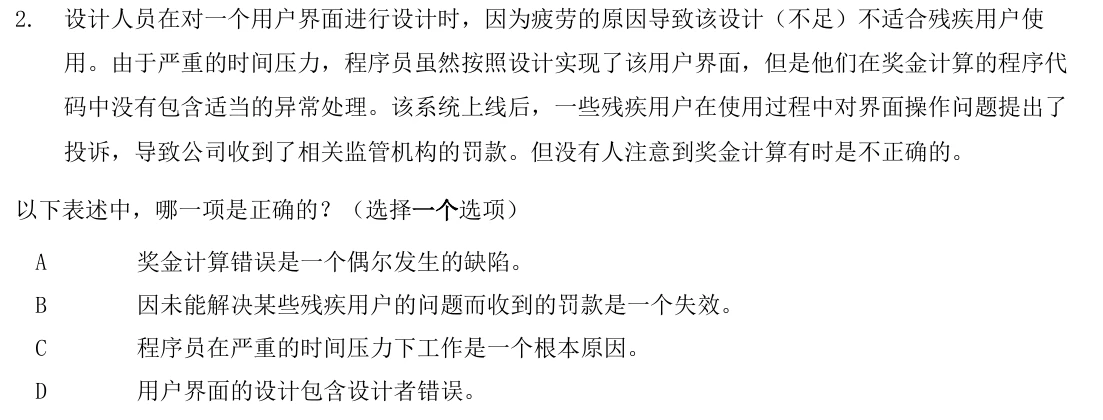 2. 设计人员在对一个用户界面进行设计时，因为疲劳的原因导致该设计（不足）不适合残疾用户使
用。由于严重的时间压力，程序员虽然按照设计实现了该用户界面，但是他们在奖金计算的程序代
码中没有包含适当的异常处理。该系统上线后，一些残疾用户在使用过程中对界面操作问题提出了
投诉，导致公司收到了相关监管机构的罚款。但没有人注意到奖金计算有时是不正确的。
以下表述中，哪一项是正确的？（选择一个选项）
A 奖金计算错误是一个偶尔发生的缺陷。
B 因未能解决某些残疾用户的问题而收到的罚款是一个失效。
C 程序员在严重的时间压力下工作是一个根本原因。
D 用户界面的设计包含设计者错误。